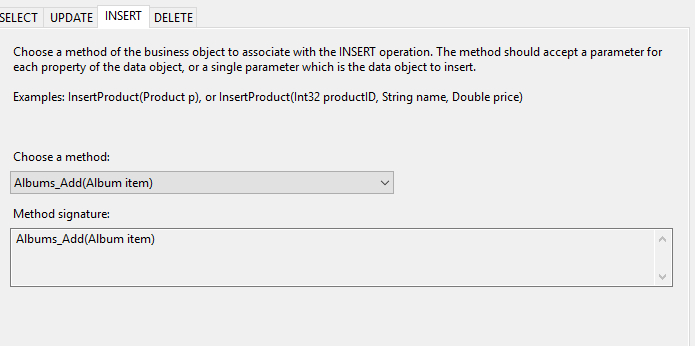 SELECT UPDATE INSERT DELETE
Choose a method of the business object to associate with the INSERT operation. The method should accept a parameter for
each property of the data object, or a single parameter which is the data object to insert.
Examples: InsertProduct(Product p), or InsertProduct(Int32 productID, String name, Double price)
Choose a method:
Albums_Add(Album item)
Method signature:
Albums_Add(Album item)